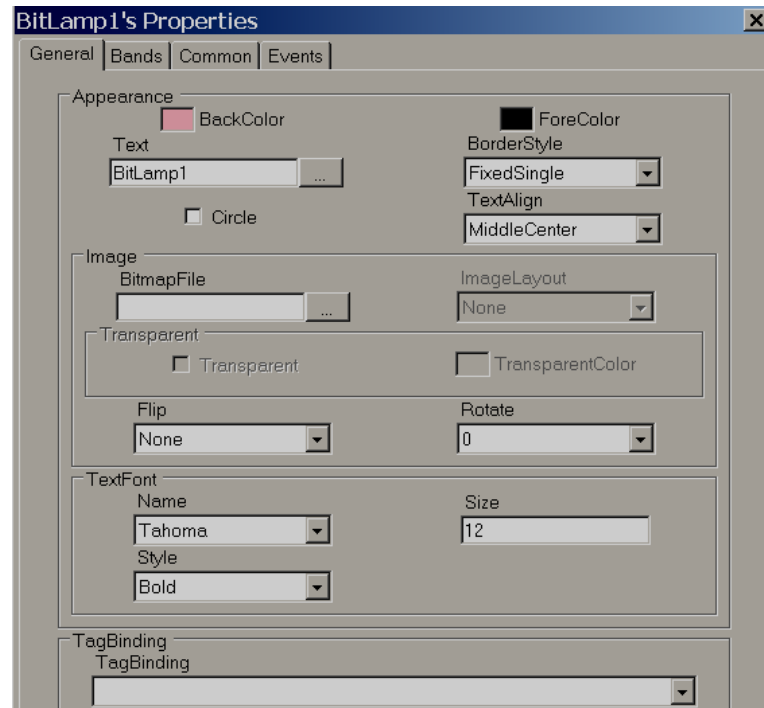 BitLamp1's Properties
General Bands Common Events
Appearance
BackColor ForeColor
Text BorderStyle
BitLamp1 ... FixedSingle
TextAlign
Circle MiddleCenter
Image
BitmapFile ImageLayout
... None
Transparent
Transparent TransparentColor
Flip Rotate
None 0
TextFont
Name Size
Tahoma 12
Style
Bold
TagBinding
TagBinding